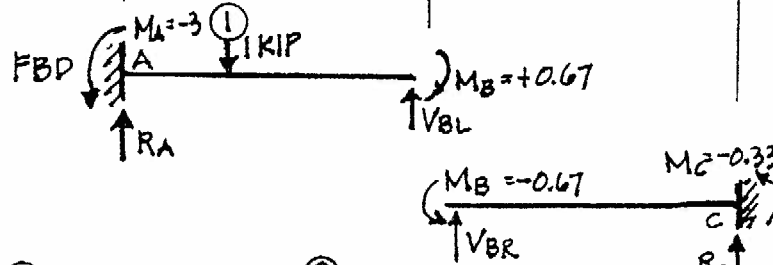 MA=-3 ①
1 KIP
FBD
A
MB=+0.67
VBL
RA
MC=-0.33
MB=-0.67
C
VBR